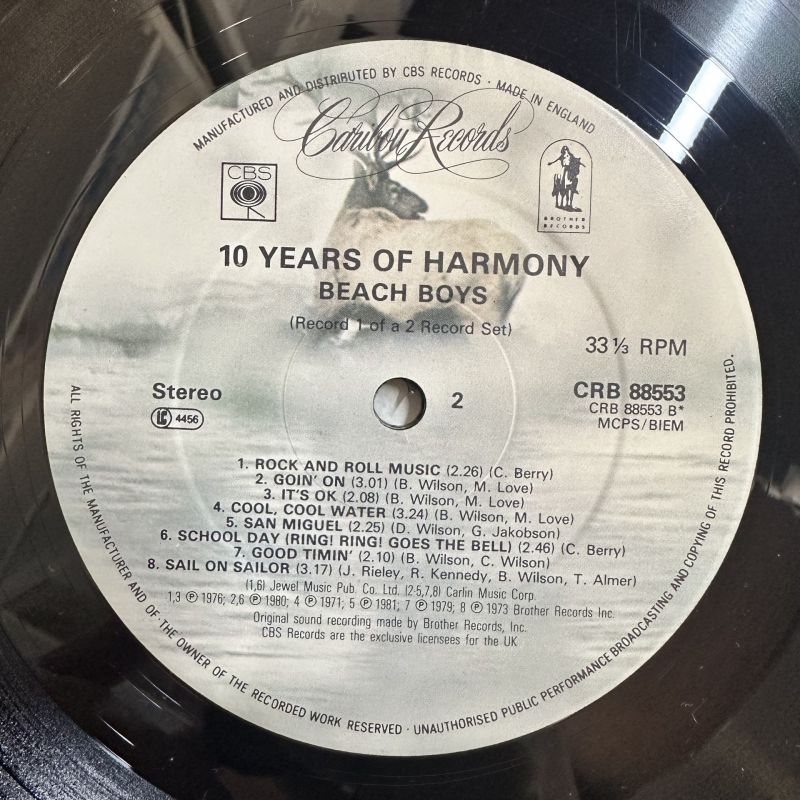 MANUFACTURED AND DISTRIBUTED BY CBS RECORDS · MADE IN ENGLAND
Caribou Records
CBS
BROTHER
RECORDS
10 YEARS OF HARMONY
BEACH BOYS
(Record 1 of a 2 Record Set)
33⅓ RPM
Stereo
LC 4456
2
CRB 88553
CRB 88553 B*
MCPS/BIEM
1. ROCK AND ROLL MUSIC (2.26) (C. Berry)
2. GOIN' ON (3.01) (B. Wilson, M. Love)
3. IT'S OK (2.08) (B. Wilson, M. Love)
4. COOL, COOL WATER (3.24) (B. Wilson, M. Love)
5. SAN MIGUEL (2.25) (D. Wilson, G. Jakobson)
6. SCHOOL DAY (RING! RING! GOES THE BELL) (2.46) (C. Berry)
7. GOOD TIMIN' (2.10) (B. Wilson, C. Wilson)
8. SAIL ON SAILOR (3.17) (J. Rieley, R. Kennedy, B. Wilson, T. Almer)
(1,6) Jewel Music Pub. Co. Ltd. (2-5,7,8) Carlin Music Corp.
1,3 ℗ 1976; 2,6 ℗ 1980; 4 ℗ 1971; 5 ℗ 1981; 7 ℗ 1979; 8 ℗ 1973 Brother Records Inc.
Original sound recording made by Brother Records, Inc.
CBS Records are the exclusive licensees for the UK
ALL RIGHTS OF THE MANUFACTURER AND OF THE OWNER OF THE RECORDED WORK RESERVED · UNAUTHORISED PUBLIC PERFORMANCE BROADCASTING AND COPYING OF THIS RECORD PROHIBITED.